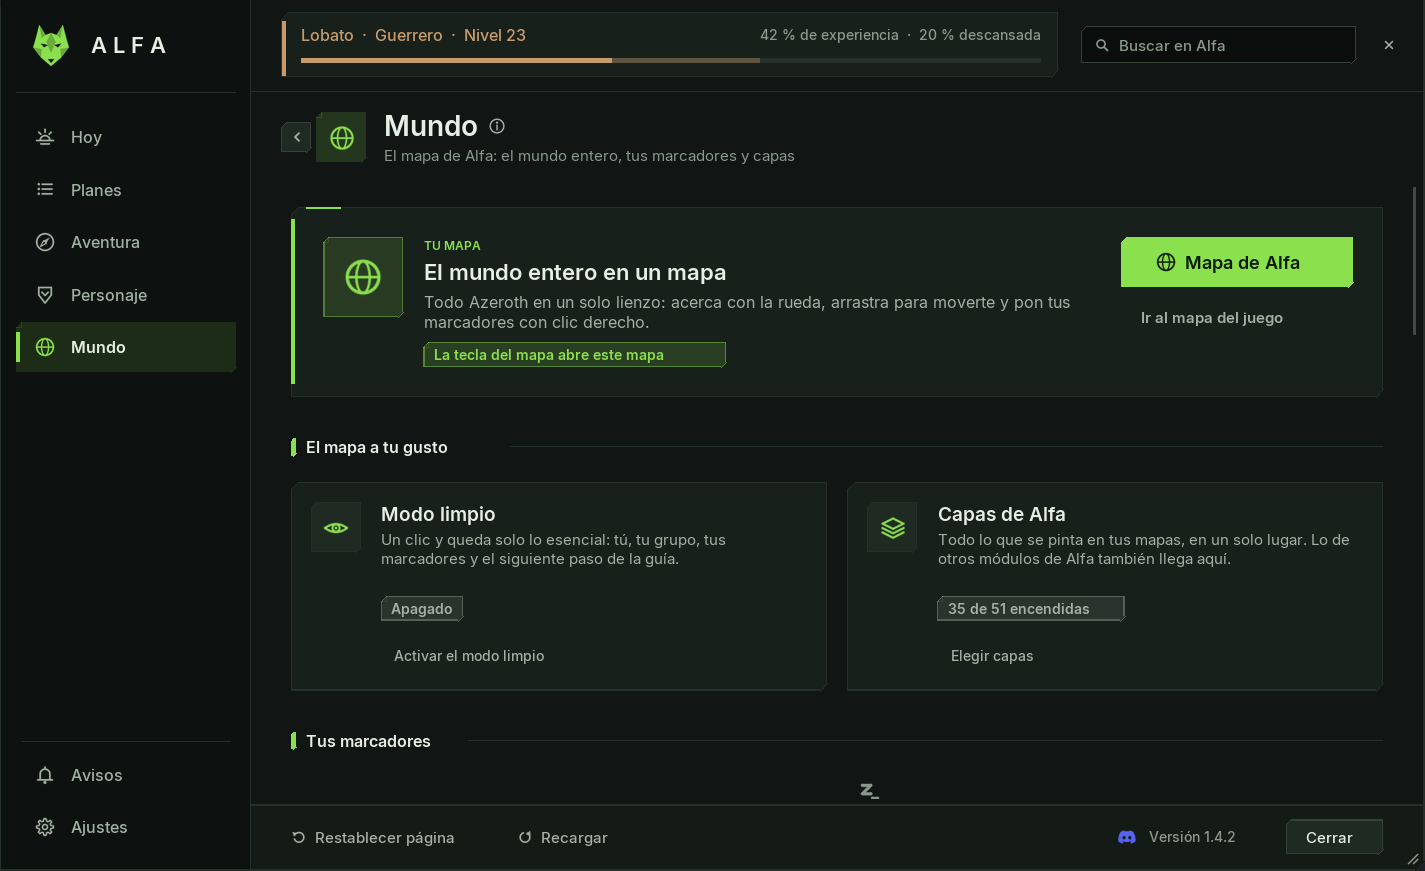 ALFA
Lobato · Guerrero · Nivel 23
42 % de experiencia · 20 % descansada
Buscar en Alfa
Hoy
Planes
Aventura
Personaje
Mundo
Avisos
Ajustes
Mundo
El mapa de Alfa: el mundo entero, tus marcadores y capas
TU MAPA
El mundo entero en un mapa
Todo Azeroth en un solo lienzo: acerca con la rueda, arrastra para moverte y pon tus
marcadores con clic derecho.
La tecla del mapa abre este mapa
Mapa de Alfa
Ir al mapa del juego
El mapa a tu gusto
Modo limpio
Un clic y queda solo lo esencial: tú, tu grupo, tus
marcadores y el siguiente paso de la guía.
Apagado
Activar el modo limpio
Capas de Alfa
Todo lo que se pinta en tus mapas, en un solo lugar. Lo de
otros módulos de Alfa también llega aquí.
35 de 51 encendidas
Elegir capas
Tus marcadores
Restablecer página
Recargar
Versión 1.4.2
Cerrar